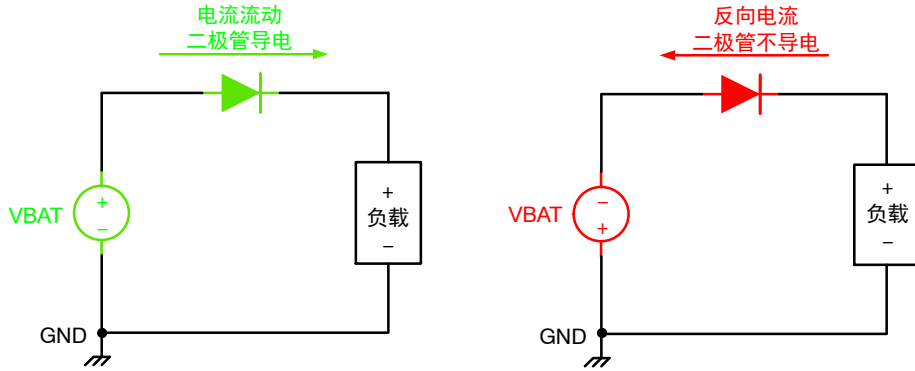 电流流动
二极管导电
VBAT
+
−
+
负载
−
GND
反向电流
二极管不导电
VBAT
−
+
+
负载
−
GND